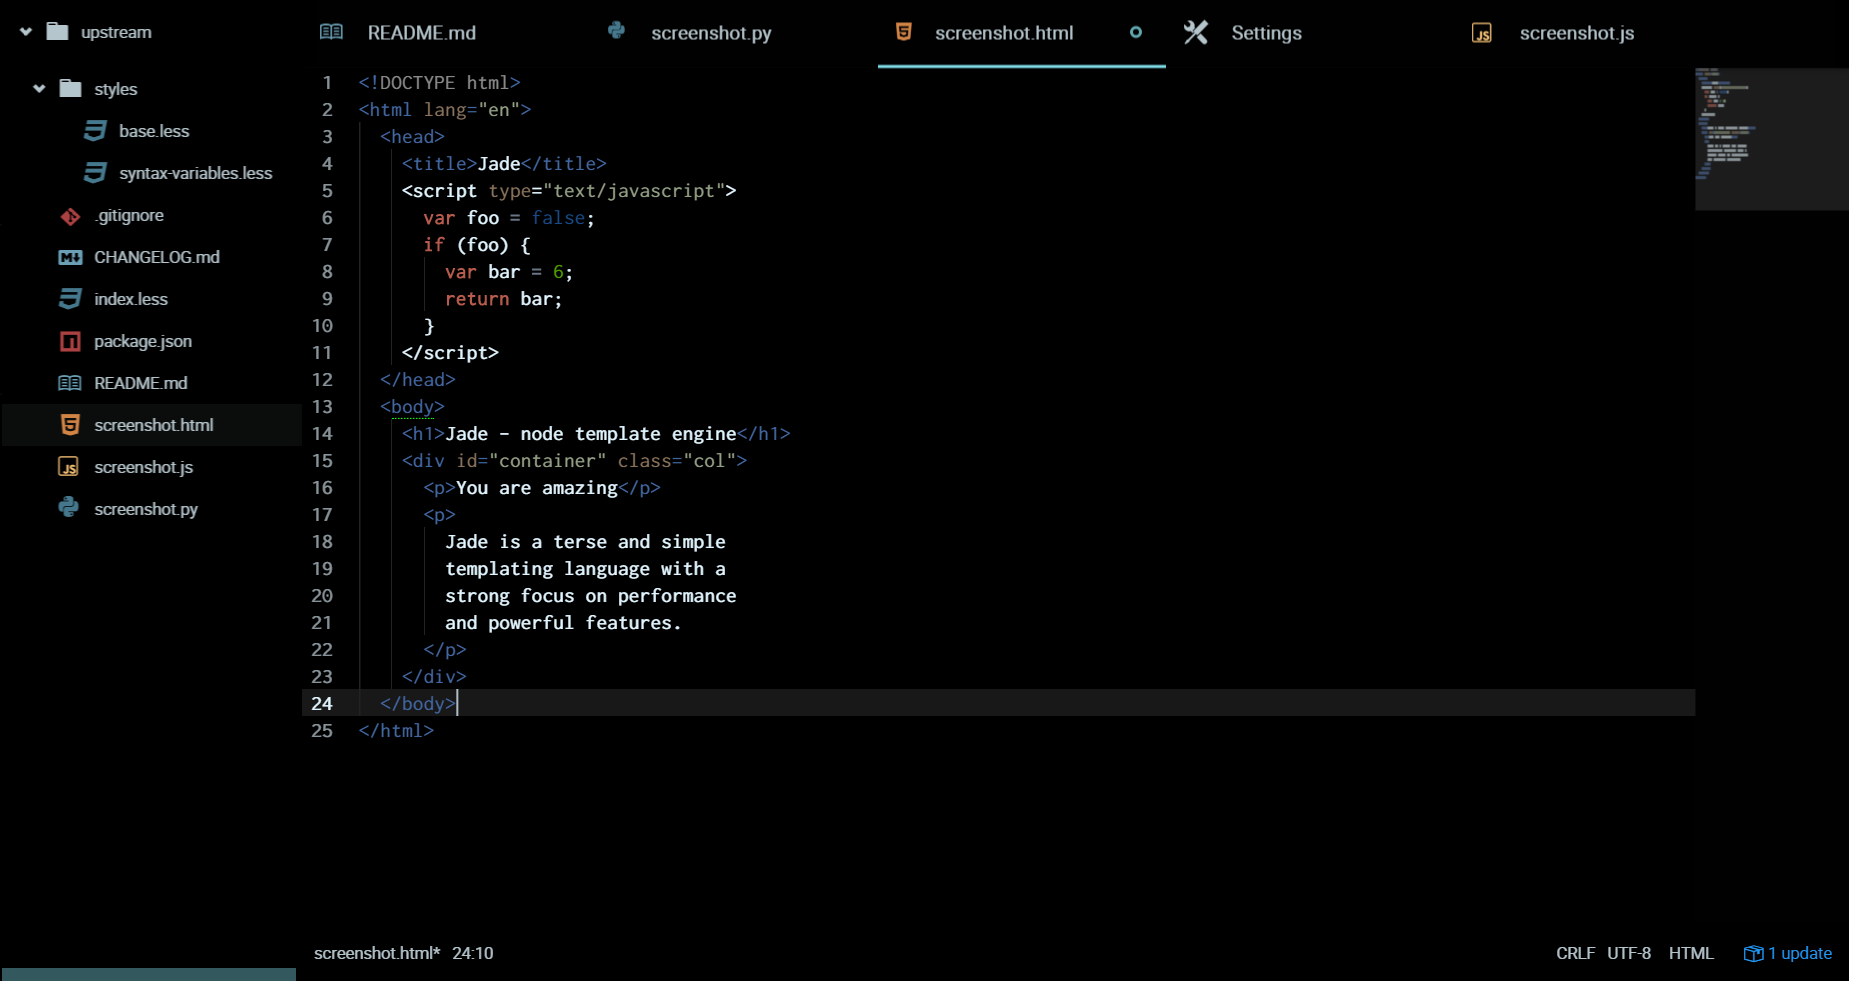 upstream
styles
base.less
syntax-variables.less
.gitignore
CHANGELOG.md
index.less
package.json
README.md
screenshot.html
screenshot.js
screenshot.py
README.md screenshot.py screenshot.html Settings screenshot.js
1 <!DOCTYPE html>
2 <html lang="en">
3 <head>
4 <title>Jade</title>
5 <script type="text/javascript">
6 var foo = false;
7 if (foo) {
8 var bar = 6;
9 return bar;
10 }
11 </script>
12 </head>
13 <body>
14 <h1>Jade - node template engine</h1>
15 <div id="container" class="col">
16 <p>You are amazing</p>
17 <p>
18 Jade is a terse and simple
19 templating language with a
20 strong focus on performance
21 and powerful features.
22 </p>
23 </div>
24 </body>
25 </html>
screenshot.html* 24:10 CRLF UTF-8 HTML 1 update